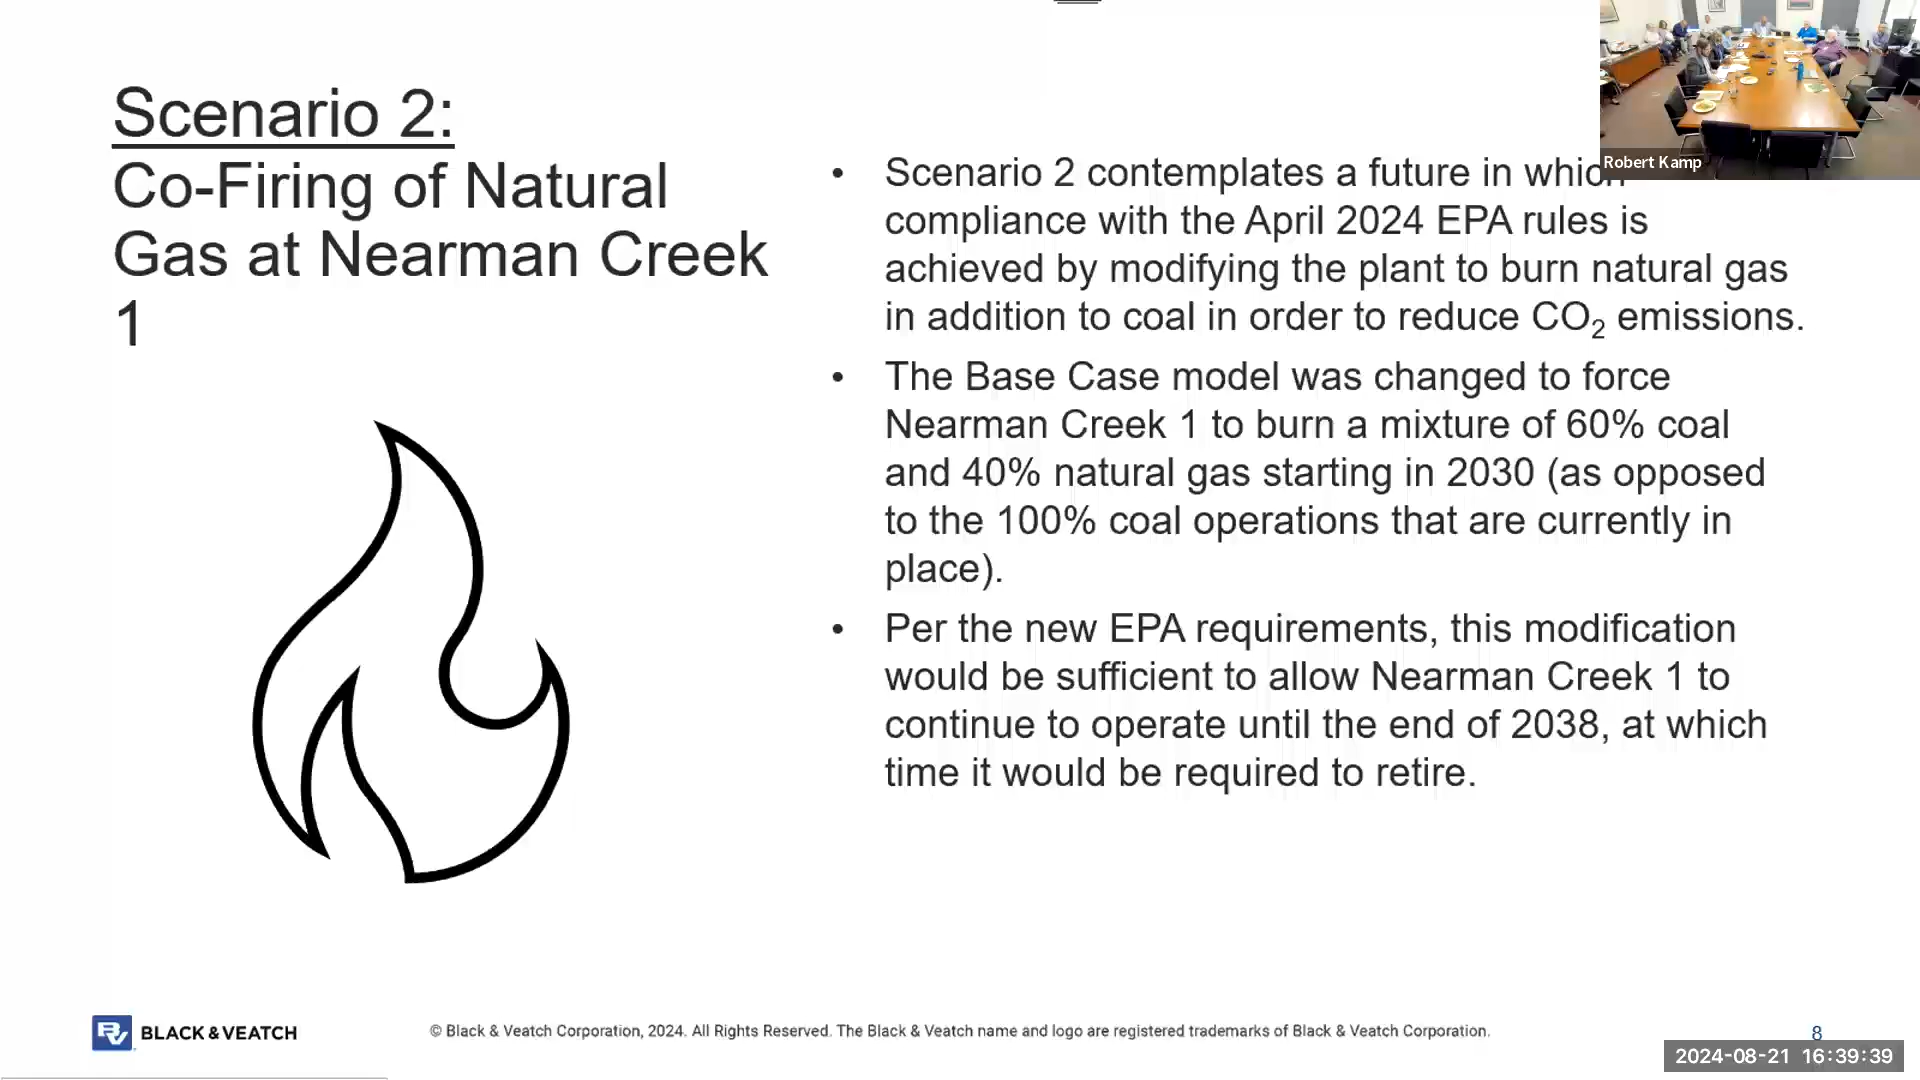 Scenario 2:
Co-Firing of Natural
Gas at Nearman Creek
1
• Scenario 2 contemplates a future in which
compliance with the April 2024 EPA rules is
achieved by modifying the plant to burn natural gas
in addition to coal in order to reduce CO₂ emissions.
• The Base Case model was changed to force
Nearman Creek 1 to burn a mixture of 60% coal
and 40% natural gas starting in 2030 (as opposed
to the 100% coal operations that are currently in
place).
• Per the new EPA requirements, this modification
would be sufficient to allow Nearman Creek 1 to
continue to operate until the end of 2038, at which
time it would be required to retire.
Robert Kamp
BV BLACK & VEATCH
© Black & Veatch Corporation, 2024. All Rights Reserved. The Black & Veatch name and logo are registered trademarks of Black & Veatch Corporation.
8
2024-08-21 16:39:39